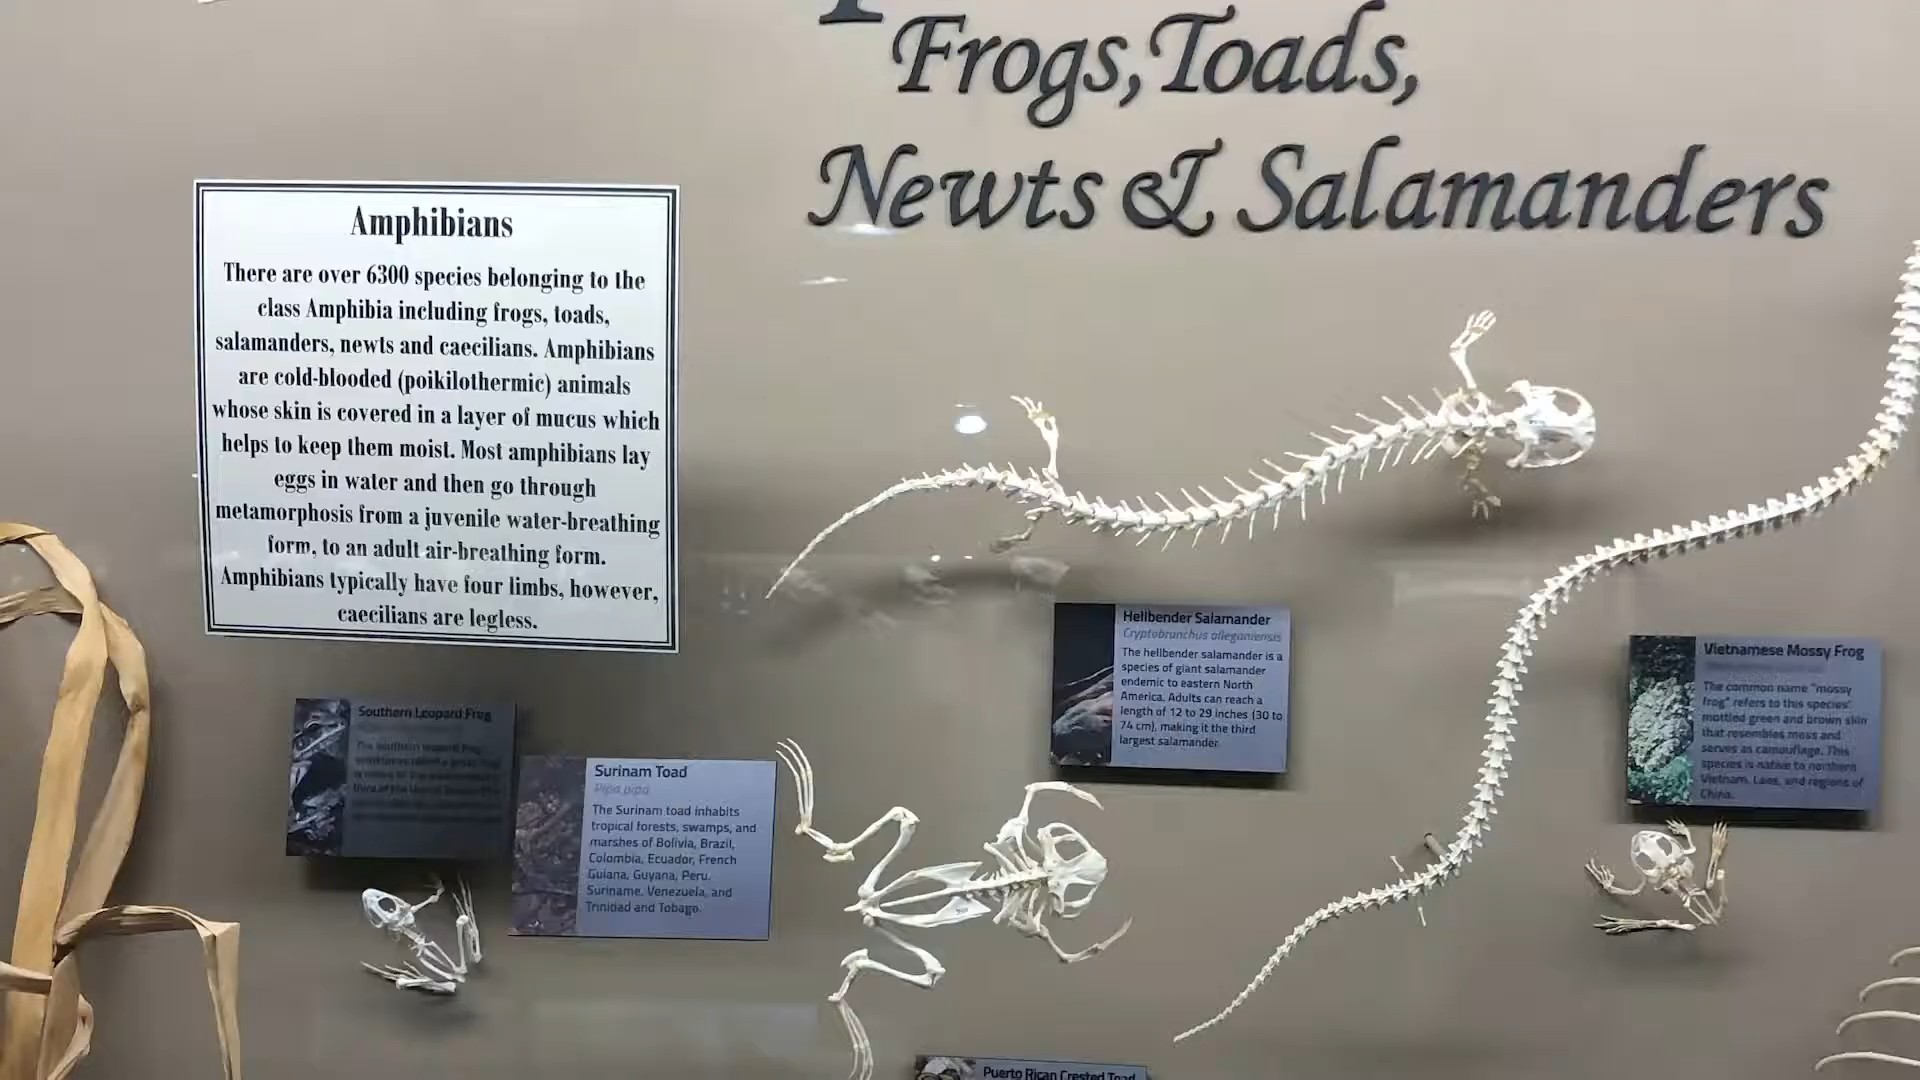 Frogs, Toads,
Newts & Salamanders
Amphibians
There are over 6300 species belonging to the
class Amphibia including frogs, toads,
salamanders, newts and caecilians. Amphibians
are cold-blooded (poikilothermic) animals
whose skin is covered in a layer of mucus which
helps to keep them moist. Most amphibians lay
eggs in water and then go through
metamorphosis from a juvenile water-breathing
form, to an adult air-breathing form.
Amphibians typically have four limbs, however,
caecilians are legless.
Hellbender Salamander
Cryptobranchus alleganiensis
The hellbender salamander is a
species of giant salamander
endemic to eastern North
America. Adults can reach a
length of 12 to 29 inches (30 to
74 cm), making it the third
largest salamander.
Vietnamese Mossy Frog
The common name "mossy
frog" refers to this species'
mottled green and brown skin
that resembles moss and
serves as camouflage. This
species is native to northern
Vietnam, Laos, and regions of
China.
Southern Leopard Frog
The southern leopard frog
Surinam Toad
Pipa pipa
The Surinam toad inhabits
tropical forests, swamps, and
marshes of Bolivia, Brazil,
Colombia, Ecuador, French
Guiana, Guyana, Peru,
Suriname, Venezuela, and
Trinidad and Tobago.
Puerto Rican Crested Toad